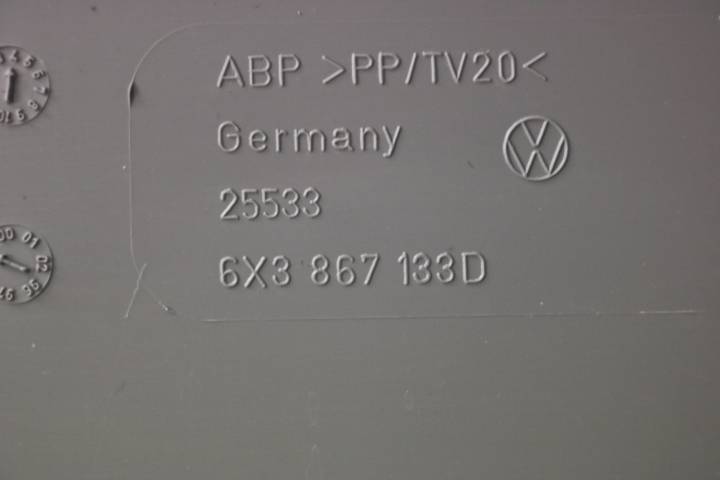 ABP >PP/TV20<
Germany
25533
6X3 867 133D